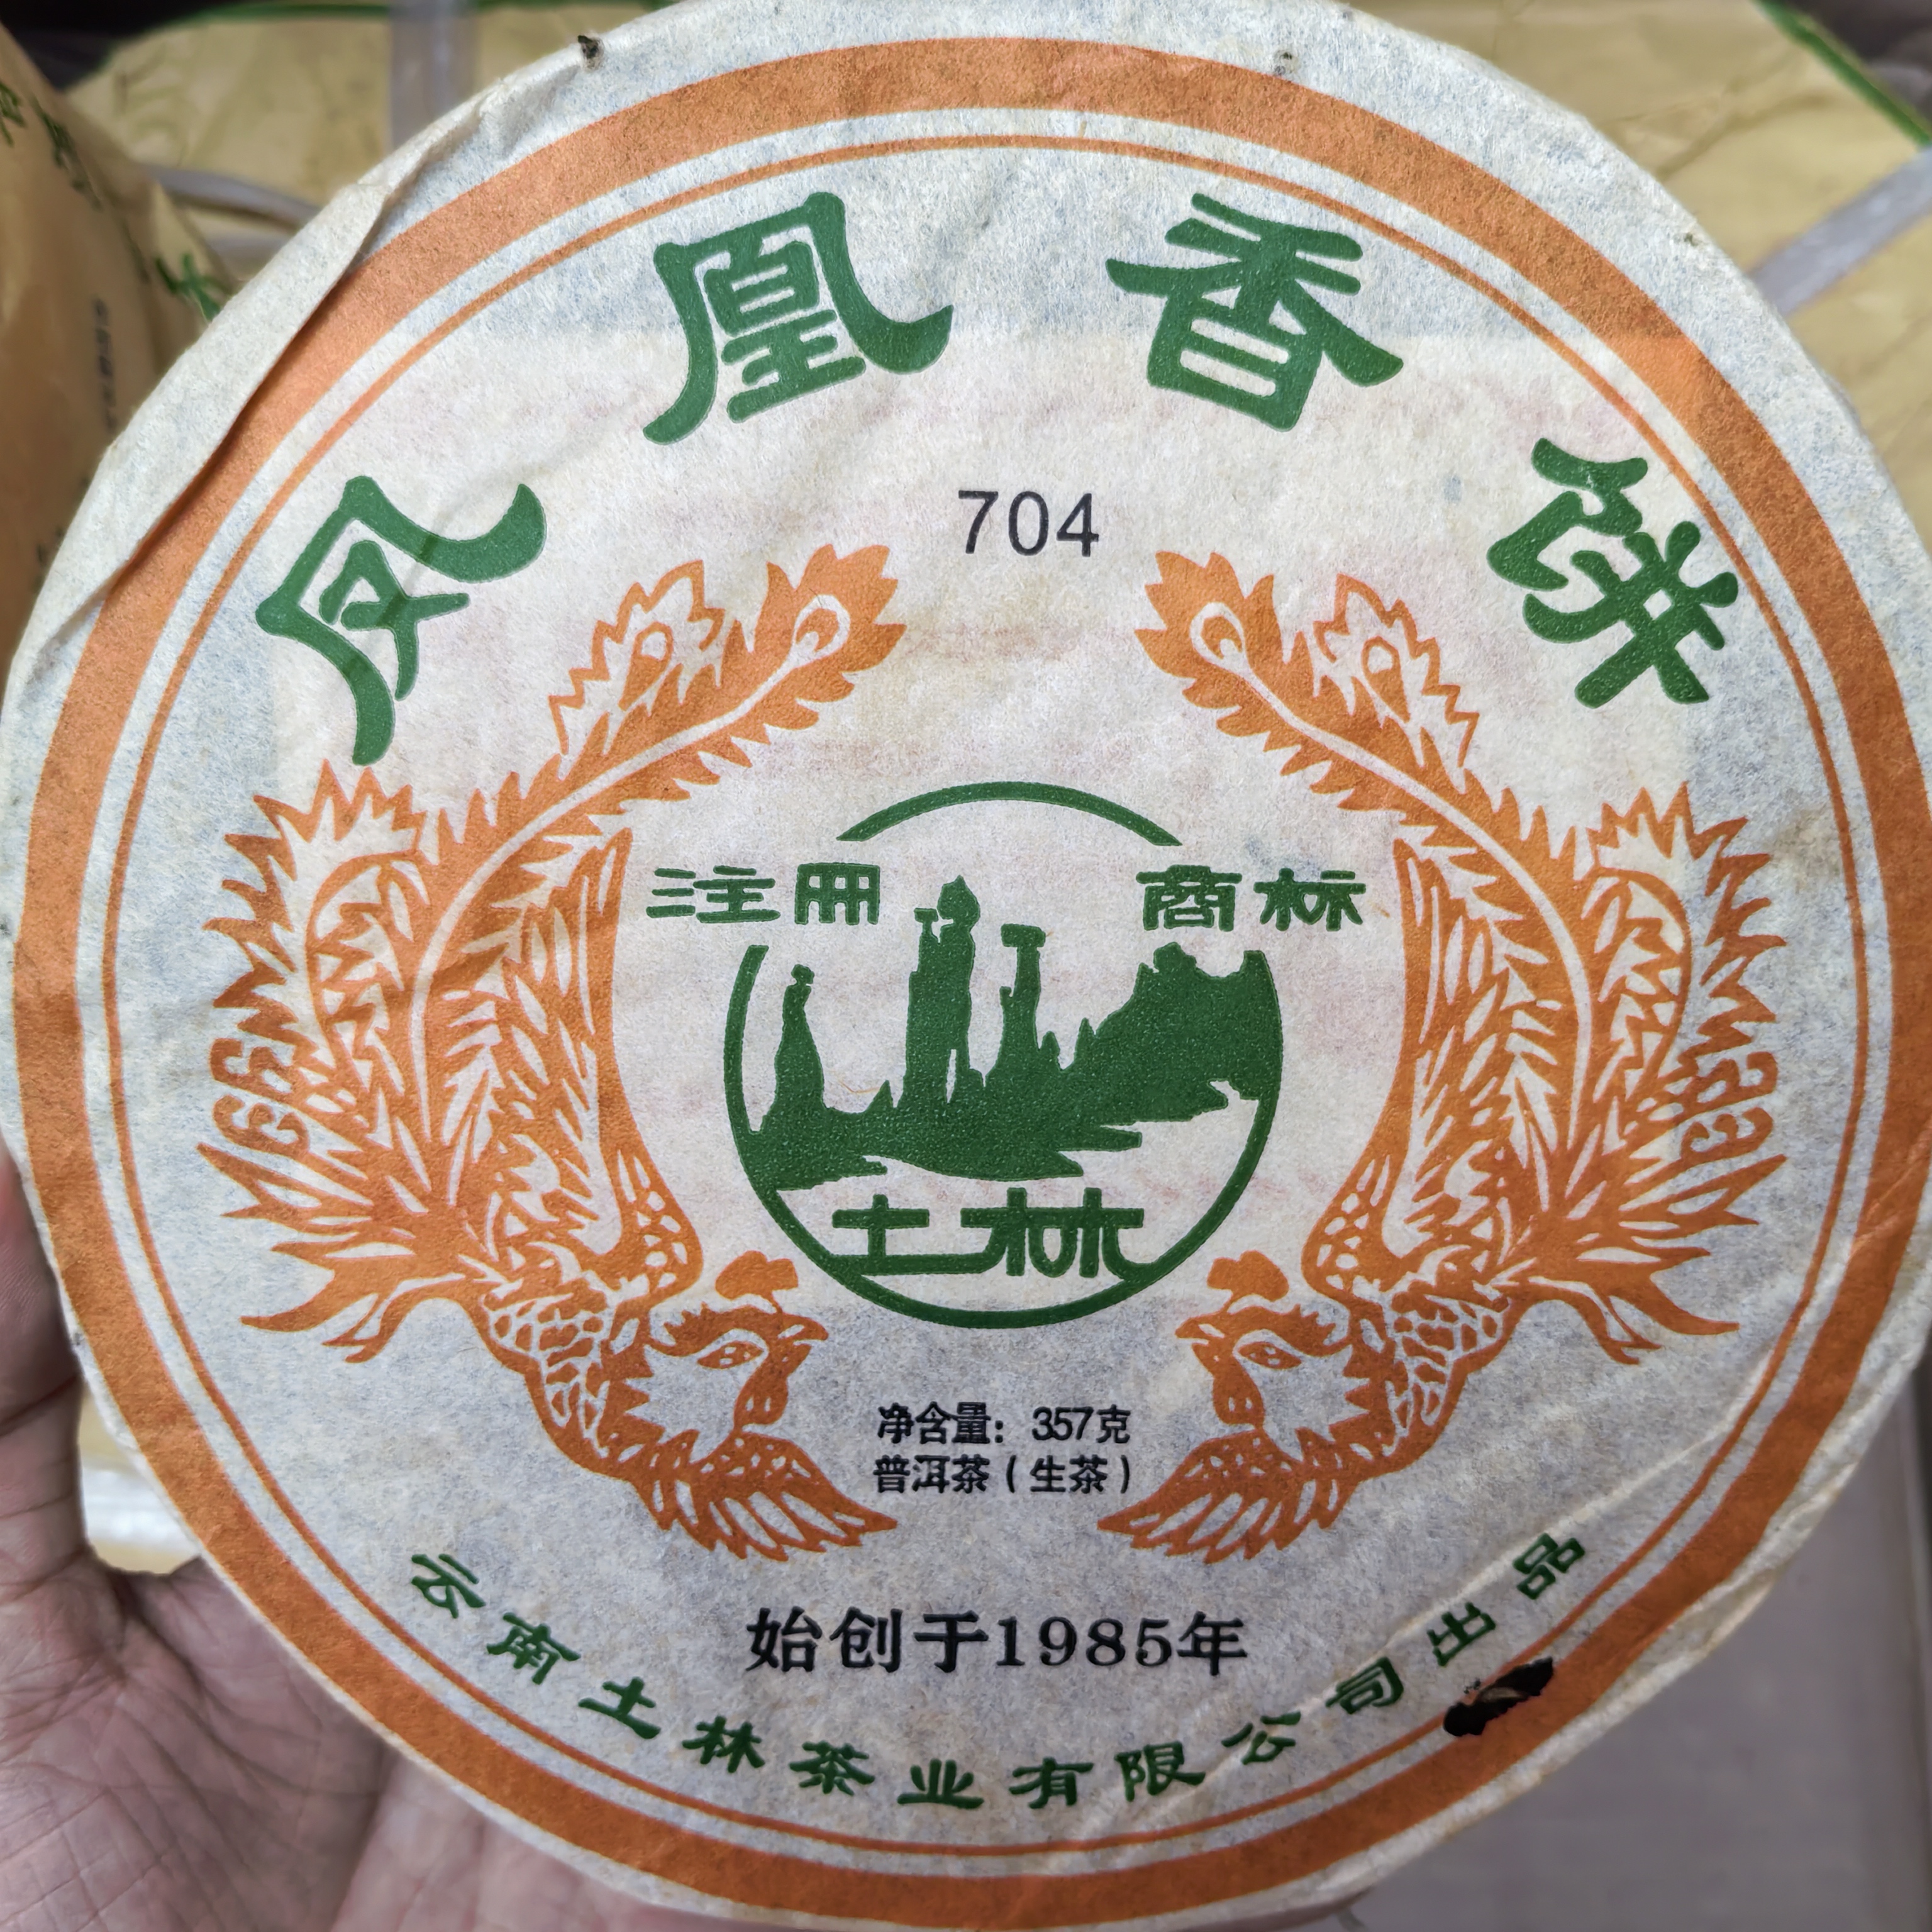 凤凰香饼
704
注册 商标
土林
净含量：357克
普洱茶（生茶）
始创于1985年
云南土林茶业有限公司出品